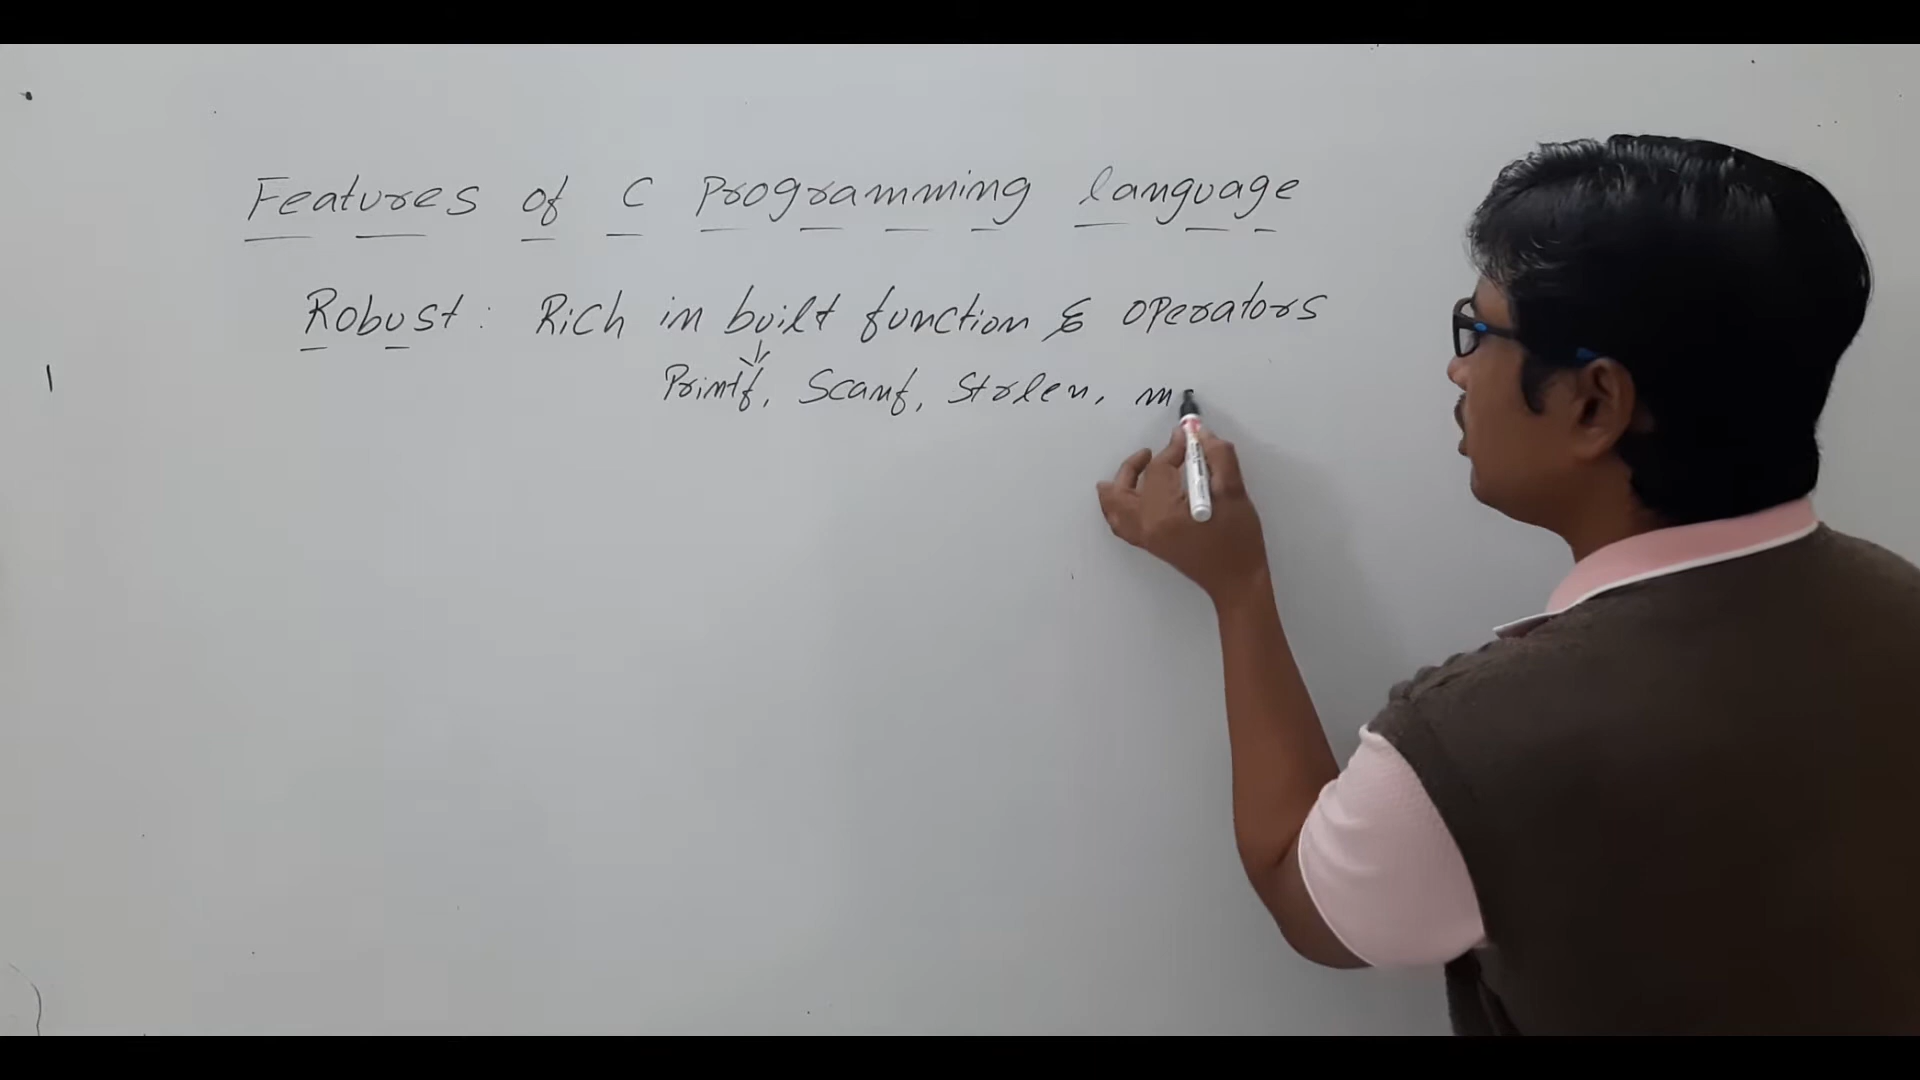 Features of C Programming language
Robust: Rich in built function & operators
Printf, Scanf, Strlen, m